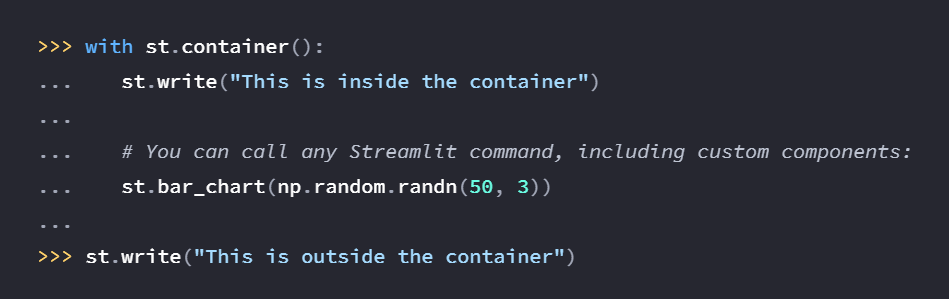 >>> with st.container():
...    st.write("This is inside the container")
...
...    # You can call any Streamlit command, including custom components:
...    st.bar_chart(np.random.randn(50, 3))
...
>>> st.write("This is outside the container")